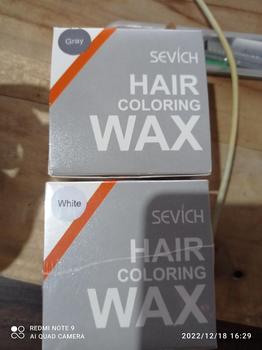 Gray
SEVICH
HAIR
COLORING
WAX
White
SEVICH
HAIR
COLORING
WAX
REDMI NOTE 9
AI QUAD CAMERA
2022/12/18 16:29